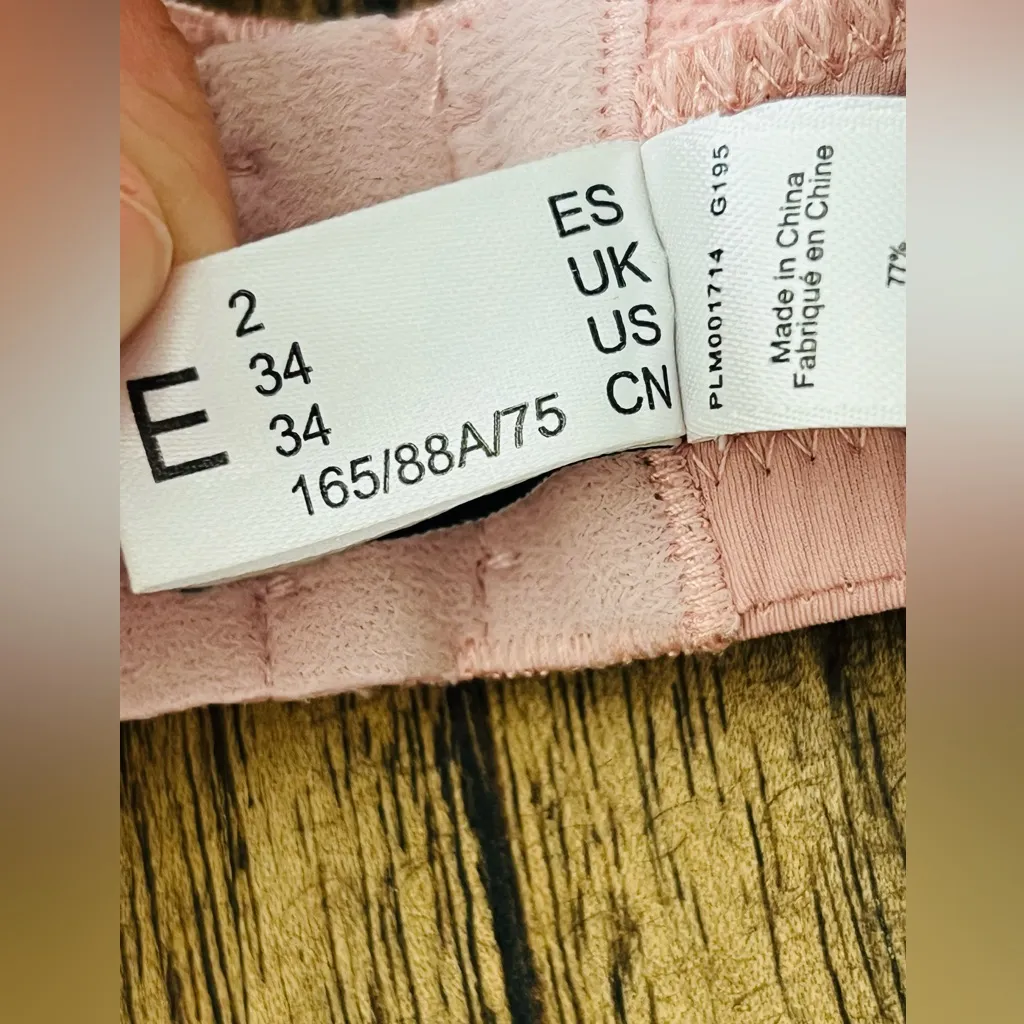 E
2 ES
34 UK
34 US
165/88A/75 CN
PLM001714 G195
Made in China
Fabriqué en Chine
77%